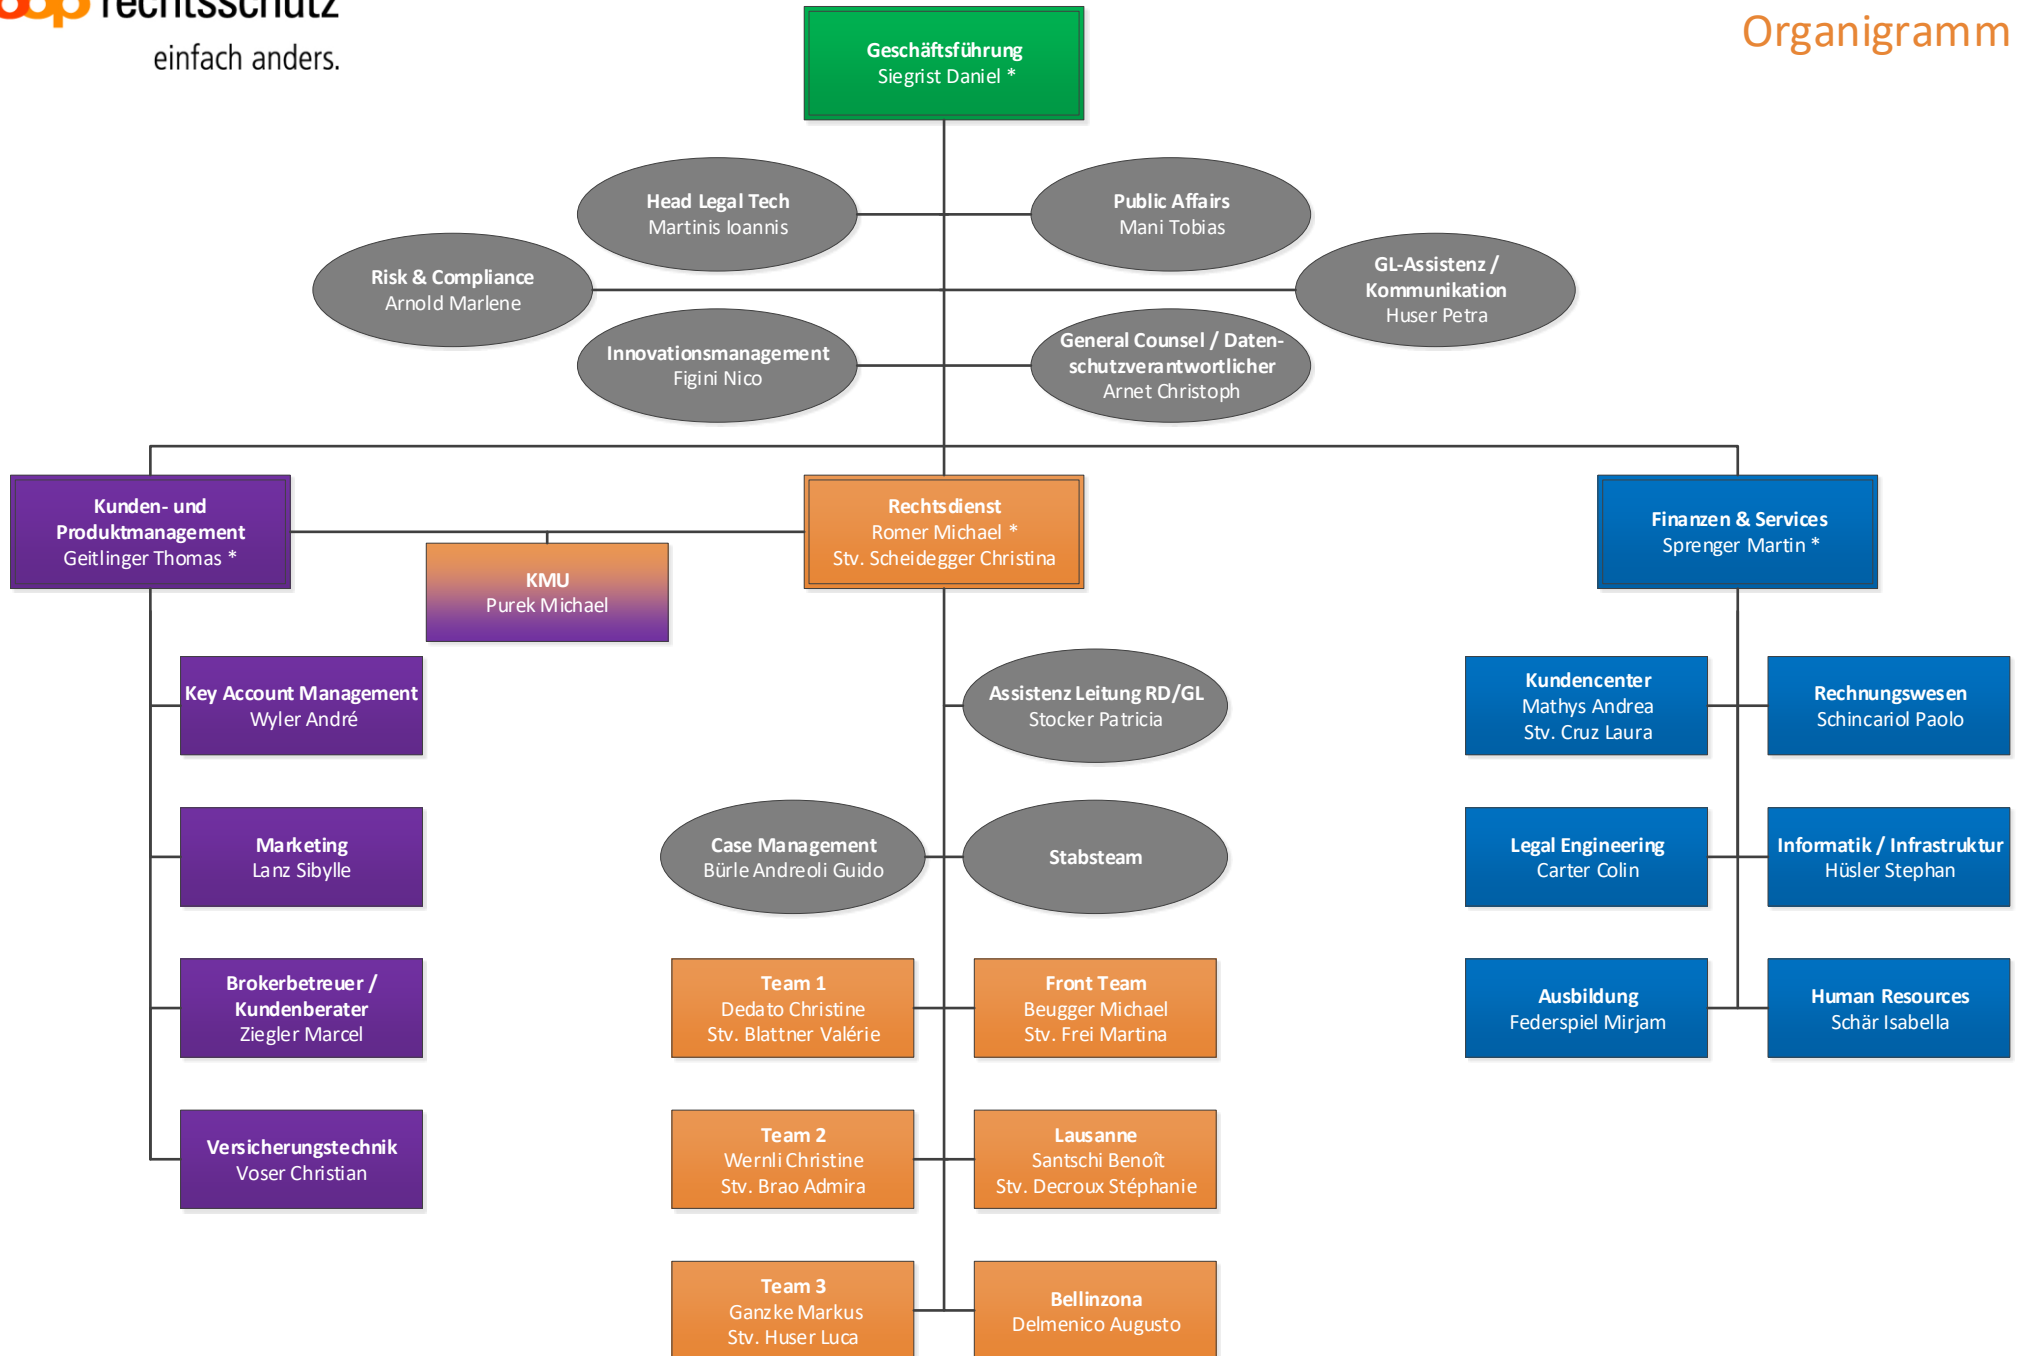 rechtsschutz
einfach anders.
Organigramm
Geschäftsführung
Siegrist Daniel *
Head Legal Tech
Martinis Ioannis
Public Affairs
Mani Tobias
Risk & Compliance
Arnold Marlene
GL-Assistenz /
Kommunikation
Huser Petra
Innovationsmanagement
Figini Nico
General Counsel / Daten-
schutzverantwortlicher
Arnet Christoph
Kunden- und
Produktmanagement
Geitlinger Thomas *
Rechtsdienst
Romer Michael *
Stv. Scheidegger Christina
Finanzen & Services
Sprenger Martin *
KMU
Purek Michael
Key Account Management
Wyler André
Assistenz Leitung RD/GL
Stocker Patricia
Kundencenter
Mathys Andrea
Stv. Cruz Laura
Rechnungswesen
Schincariol Paolo
Marketing
Lanz Sibylle
Case Management
Bürle Andreoli Guido
Stabsteam
Legal Engineering
Carter Colin
Informatik / Infrastruktur
Hüsler Stephan
Brokerbetreuer /
Kundenberater
Ziegler Marcel
Team 1
Dedato Christine
Stv. Blattner Valérie
Front Team
Beugger Michael
Stv. Frei Martina
Ausbildung
Federspiel Mirjam
Human Resources
Schär Isabella
Versicherungstechnik
Voser Christian
Team 2
Wernli Christine
Stv. Brao Admira
Lausanne
Santschi Benoît
Stv. Decroux Stéphanie
Team 3
Ganzke Markus
Stv. Huser Luca
Bellinzona
Delmenico Augusto